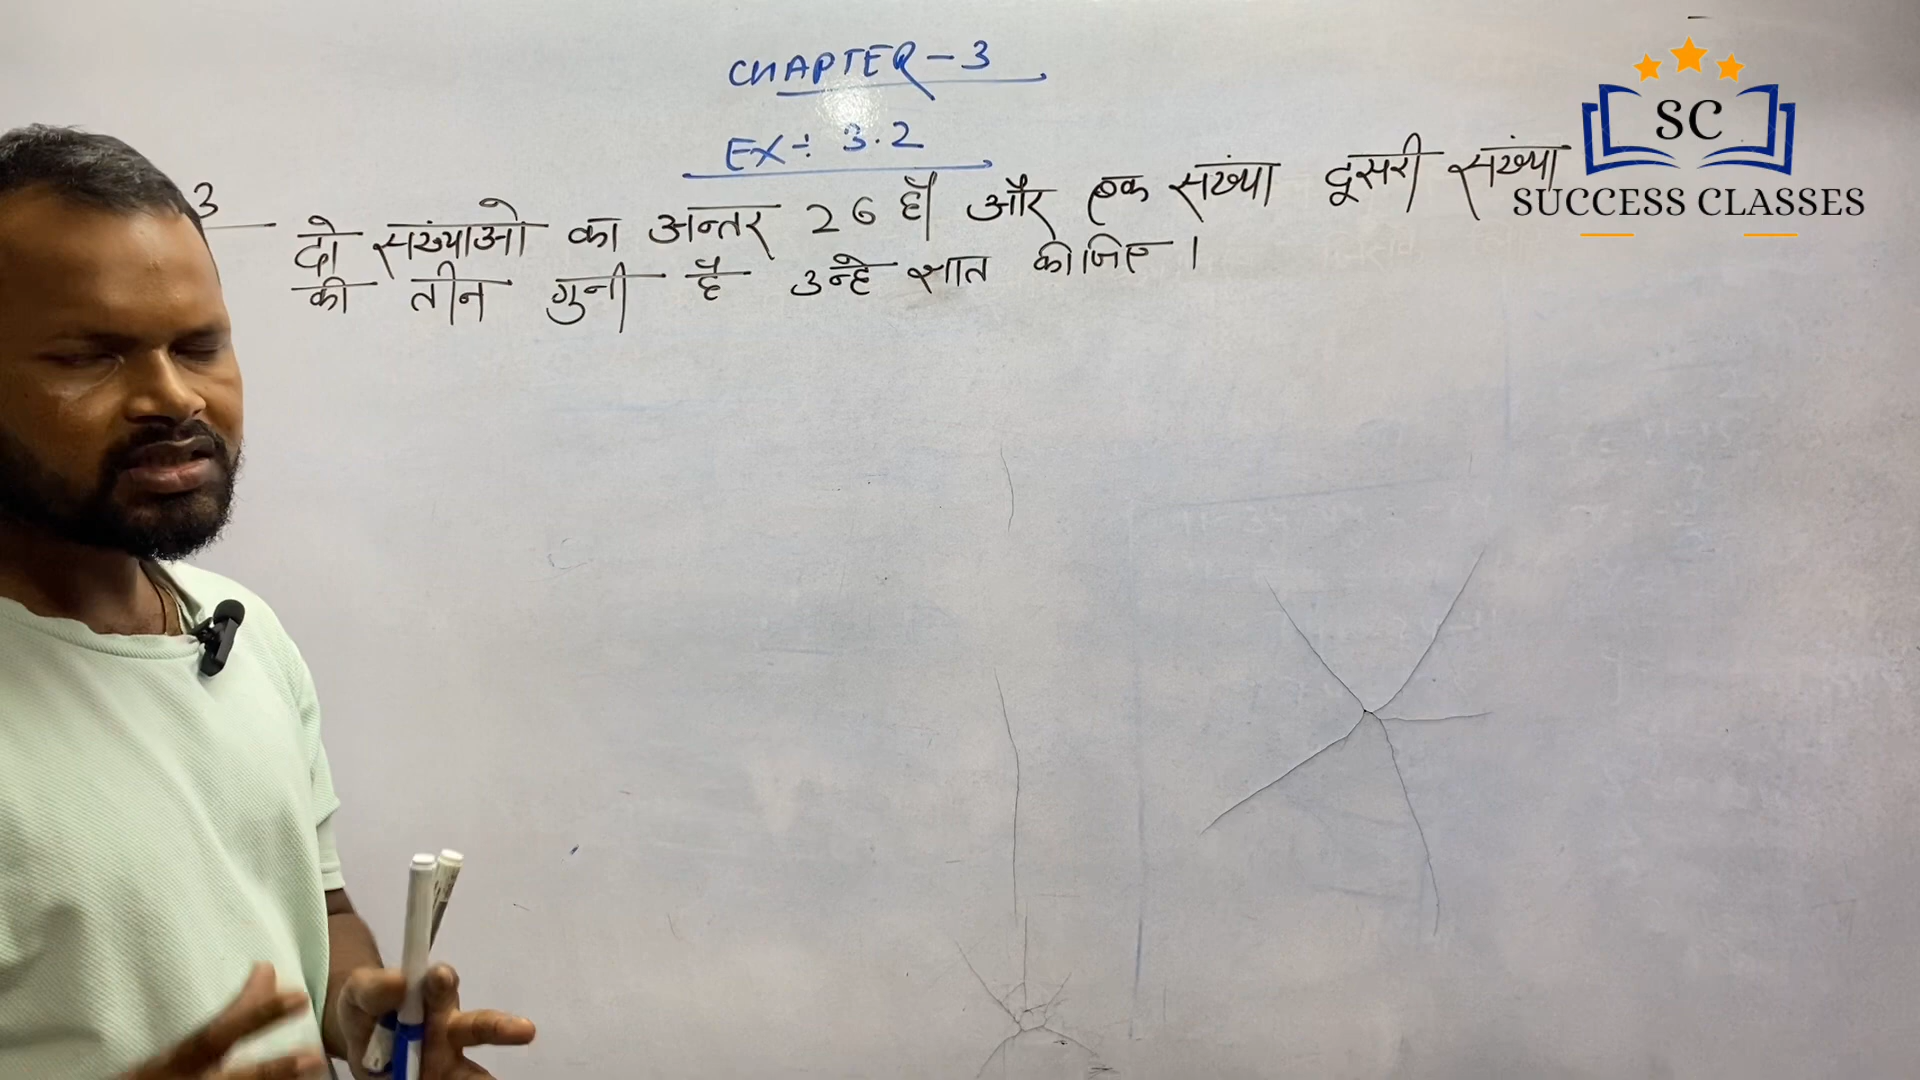 CHAPTER - 3
EX ÷ 3.2
3 दो संख्याओ का अन्तर 26 हैं और एक संख्या दूसरी संख्या
की तीन गुनी है उन्हे ज्ञात कीजिए।
SC
SUCCESS CLASSES